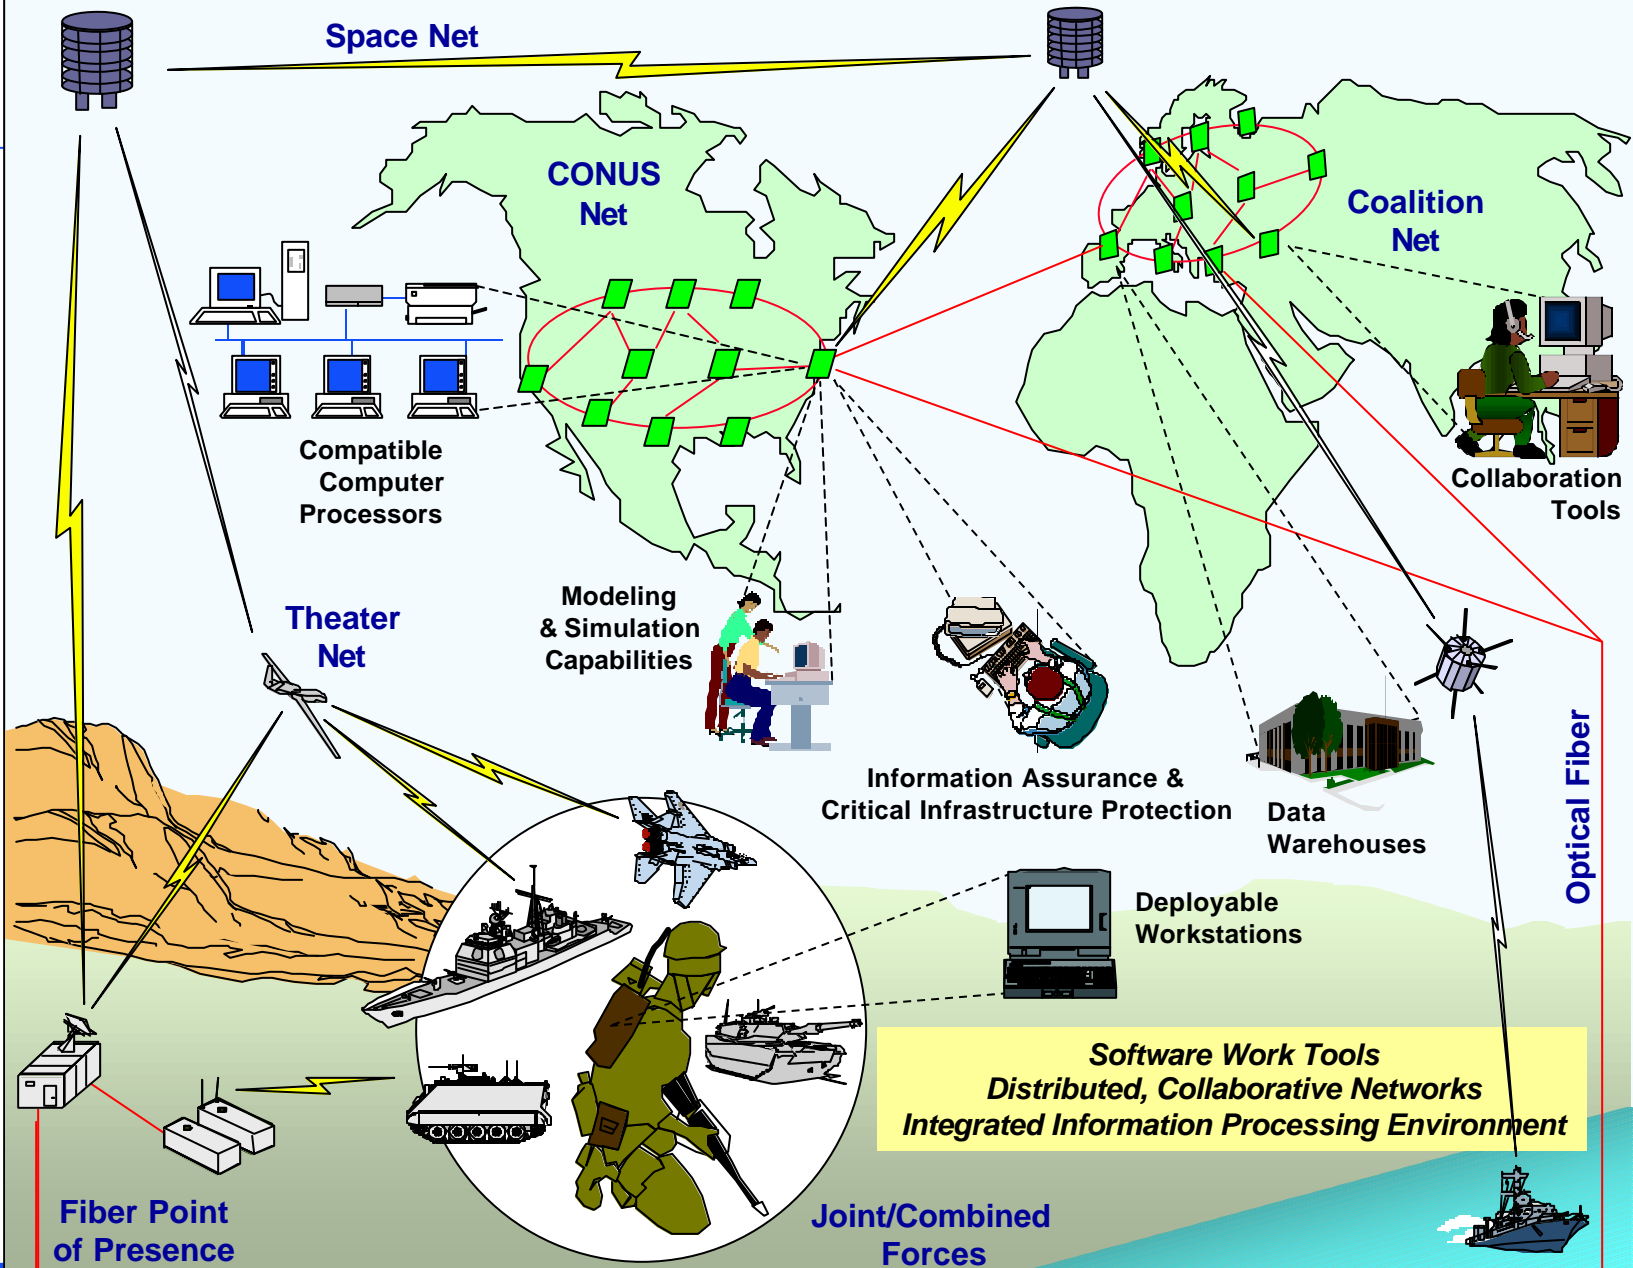 Space Net
CONUS
Net
Coalition
Net
Compatible
Computer
Processors
Collaboration
Tools
Theater
Net
Modeling
& Simulation
Capabilities
Information Assurance &
Critical Infrastructure Protection
Data
Warehouses
Optical Fiber
Deployable
Workstations
Software Work Tools
Distributed, Collaborative Networks
Integrated Information Processing Environment
Fiber Point
of Presence
Joint/Combined
Forces